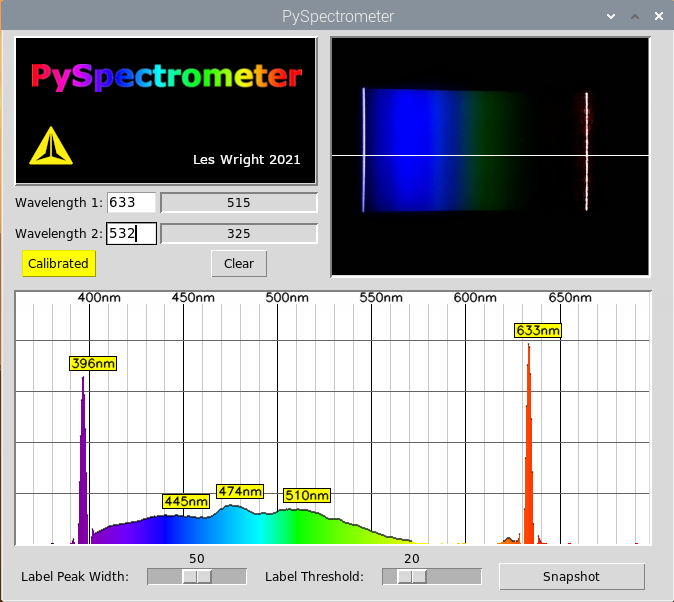 PySpectrometer
PySpectrometer
Les Wright 2021
Wavelength 1: 633 515
Wavelength 2: 532 325
Calibrated Clear
400nm 450nm 500nm 550nm 600nm 650nm
633nm
396nm
474nm
510nm
445nm
50 20
Label Peak Width: Label Threshold: Snapshot